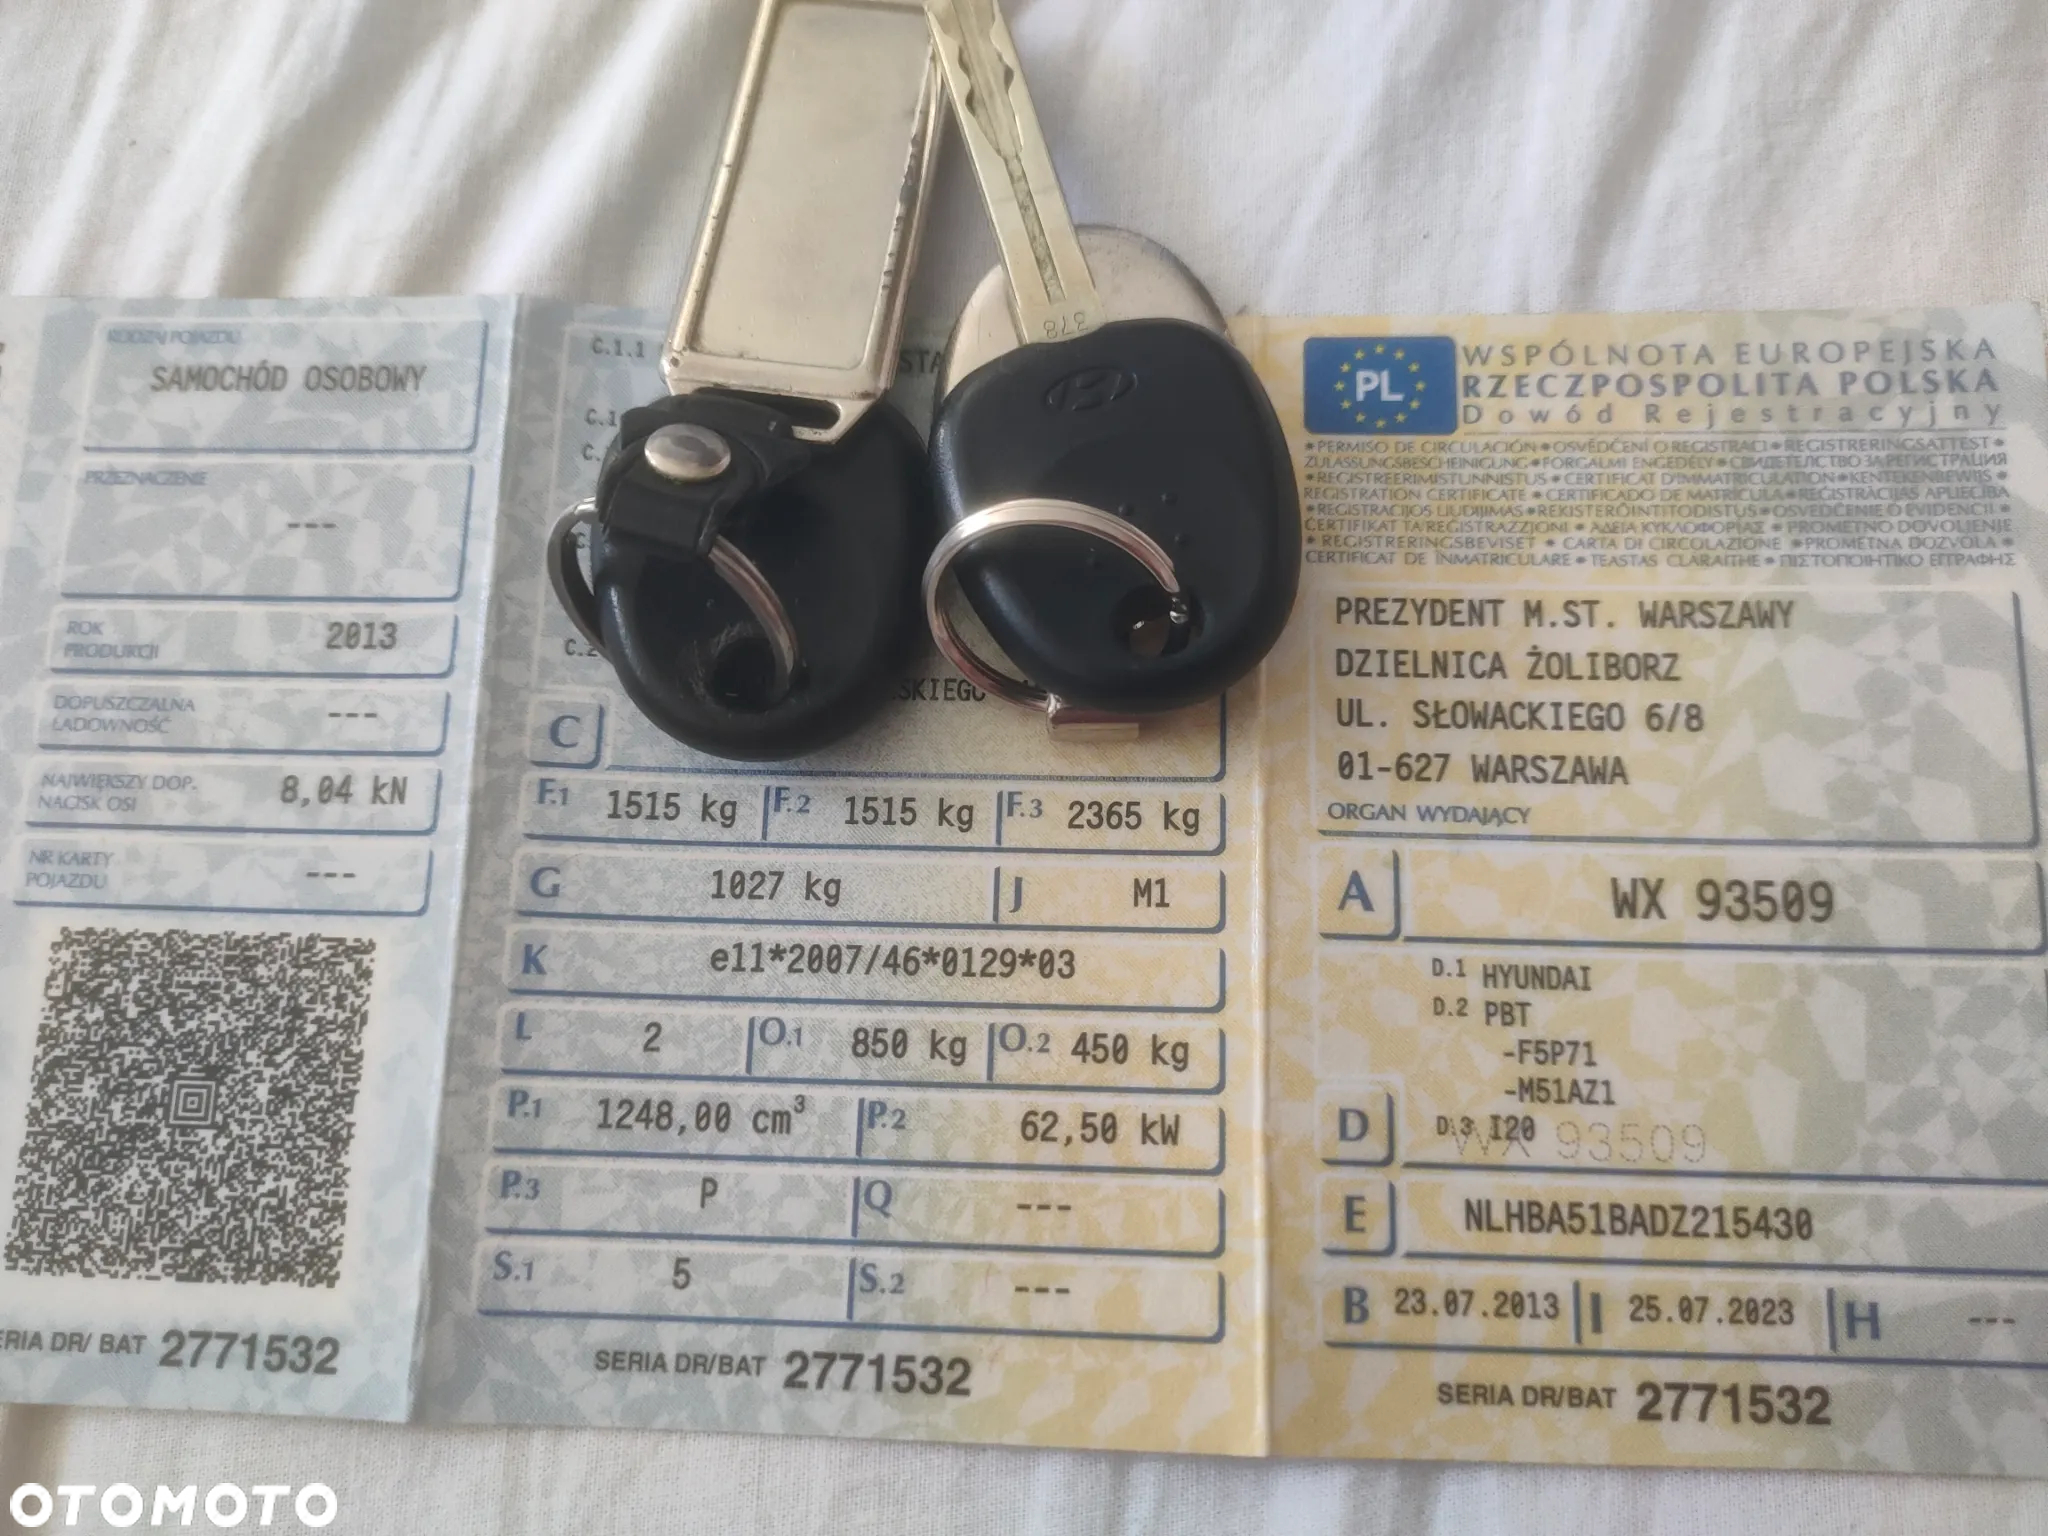 RODZAJ POJAZDU
SAMOCHÓD OSOBOWY
PRZEZNACZENIE
---
ROK
PRODUKCJI
2013
DOPUSZCZALNA
ŁADOWNOŚĆ
---
NAJWIĘKSZY DOP.
NACISK OSI
8,04 kN
NR KARTY
POJAZDU
---
SERIA DR/BAT 2771532
C.1.1
C
F.1 1515 kg F.2 1515 kg F.3 2365 kg
G 1027 kg J M1
K e11*2007/46*0129*03
L 2 O.1 850 kg O.2 450 kg
P.1 1248,00 cm³ P.2 62,50 kW
P.3 P Q ---
S.1 5 S.2 ---
SERIA DR/BAT 2771532
378
PL
WSPÓLNOTA EUROPEJSKA
RZECZPOSPOLITA POLSKA
Dowód Rejestracyjny
*PERMISO DE CIRCULACIÓN*OSVĚDČENÍ O REGISTRACI*REGISTRERINGSATTEST*
ZULASSUNGSBESCHEINIGUNG*FORGALMI ENGEDÉLY*СВИДЕТЕЛСТВО ЗА РЕГИСТРАЦИЯ
*REGISTREERIMISTUNNISTUS*CERTIFICAT D'IMMATRICULATION*KENTEKENBEWIJS*
REGISTRATION CERTIFICATE*CERTIFICADO DE MATRÍCULA*REĢISTRĀCIJAS APLIECĪBA
*REGISTRACIJOS LIUDIJIMAS*REKISTERÖINTITODISTUS*OSVEDČENIE O EVIDENCII*
ĊERTIFIKAT TA' REĠISTRAZZJONI*ΑΔΕΙΑ ΚΥΚΛΟΦΟΡΙΑΣ*PROMETNO DOVOLJENJE
*REGISTRERINGSBEVISET*CARTA DI CIRCOLAZIONE*PROMETNA DOZVOLA*
CERTIFICAT DE ÎNMATRICULARE*TEASTAS CLÁRAITHE*ΠΙΣΤΟΠΟΙΗΤΙΚΟ ΕΓΓΡΑΦΗΣ
PREZYDENT M.ST. WARSZAWY
DZIELNICA ŻOLIBORZ
UL. SŁOWACKIEGO 6/8
01-627 WARSZAWA
ORGAN WYDAJĄCY
A WX 93509
D.1 HYUNDAI
D.2 PBT
-F5P71
-M51AZ1
D D.3 I20
WX 93509
E NLHBA51BADZ215430
B 23.07.2013 I 25.07.2023 H ---
SERIA DR/BAT 2771532
OTOMOTO